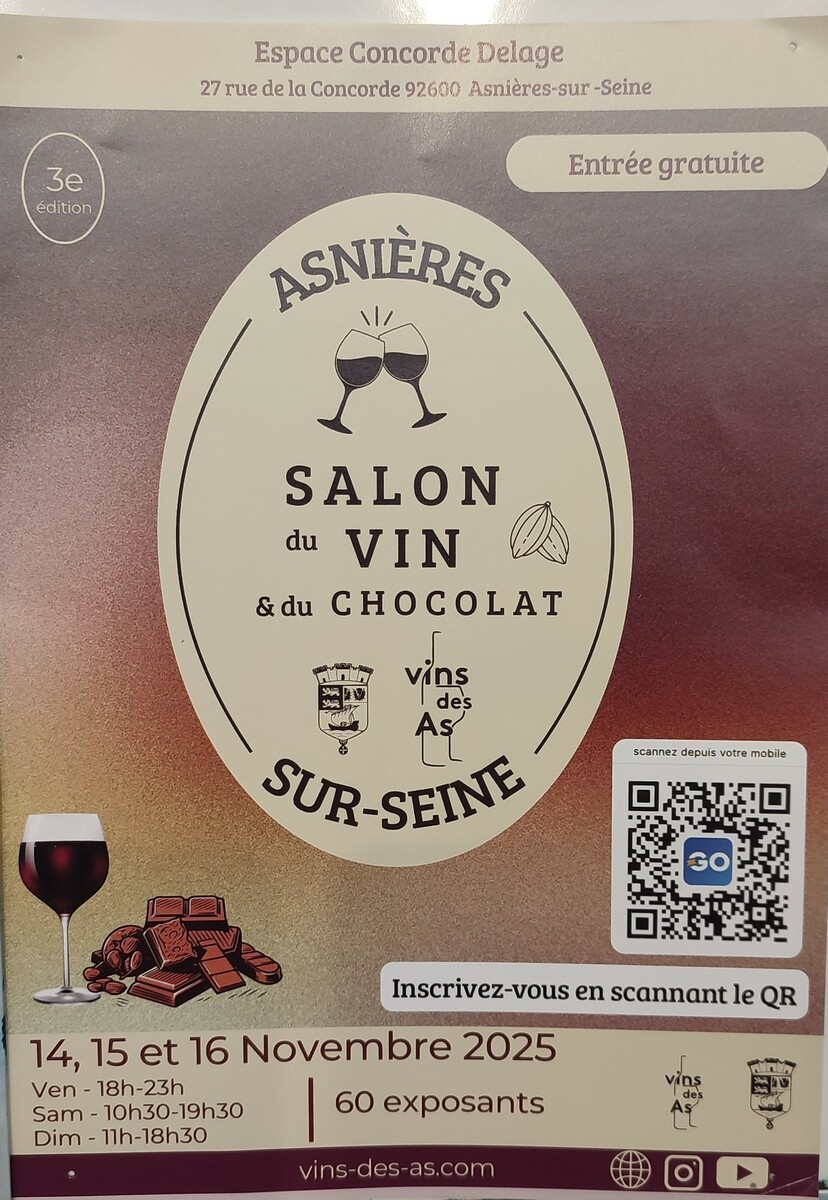 Espace Concorde Delage
27 rue de la Concorde 92600 Asnières-sur -Seine
3e
édition
Entrée gratuite
ASNIÈRES
SALON
du VIN
& du CHOCOLAT
vins
des
As
SUR-SEINE
scannez depuis votre mobile
GO
Inscrivez-vous en scannant le QR
14, 15 et 16 Novembre 2025
Ven - 18h-23h
Sam - 10h30-19h30
Dim - 11h-18h30
60 exposants
vins
des
As
vins-des-as.com